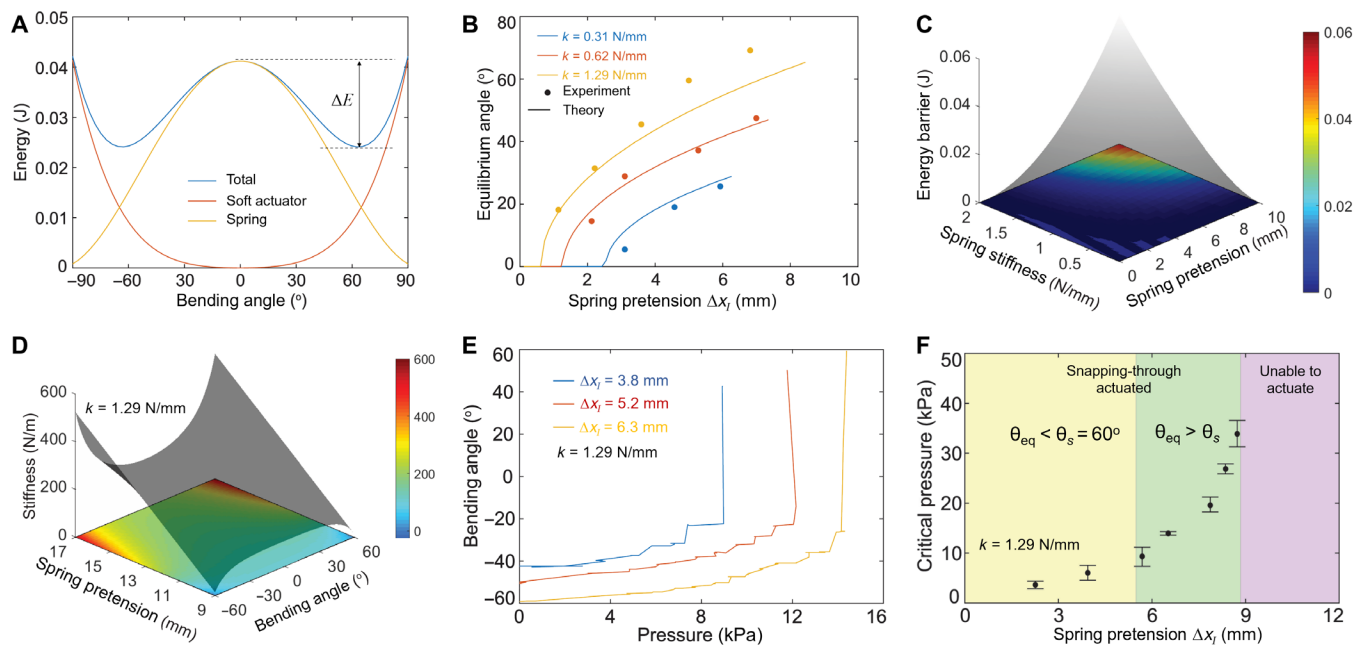 A
0.05
0.04
0.03
0.02
0.01
0
Energy (J)
ΔE
Total
Soft actuator
Spring
−90
−60
−30
0
30
60
90
Bending angle (°)
B
80
60
40
20
0
Equilibrium angle (°)
k = 0.31 N/mm
k = 0.62 N/mm
k = 1.29 N/mm
Experiment
Theory
0
2
4
6
8
10
Spring pretension Δx_l (mm)
C
0.06
0.04
0.02
0
Energy barrier (J)
2
1.5
1
0.5
Spring stiffness (N/mm)
0
2
4
6
8
10
Spring pretension (mm)
0.06
0.04
0.02
0
D
600
400
200
0
Stiffness (N/m)
k = 1.29 N/mm
17
15
13
11
9
Spring pretension (mm)
−60
−30
0
30
60
Bending angle (°)
600
400
200
0
E
60
40
20
0
−20
−40
−60
Bending angle (°)
Δx_l = 3.8 mm
Δx_l = 5.2 mm
Δx_l = 6.3 mm
k = 1.29 N/mm
0
4
8
12
16
Pressure (kPa)
F
50
40
30
20
10
0
Critical pressure (kPa)
Snapping-through
actuated
Unable to
actuate
θ_eq < θ_s = 60°
θ_eq > θ_s
k = 1.29 N/mm
0
3
6
9
12
Spring pretension Δx_l (mm)